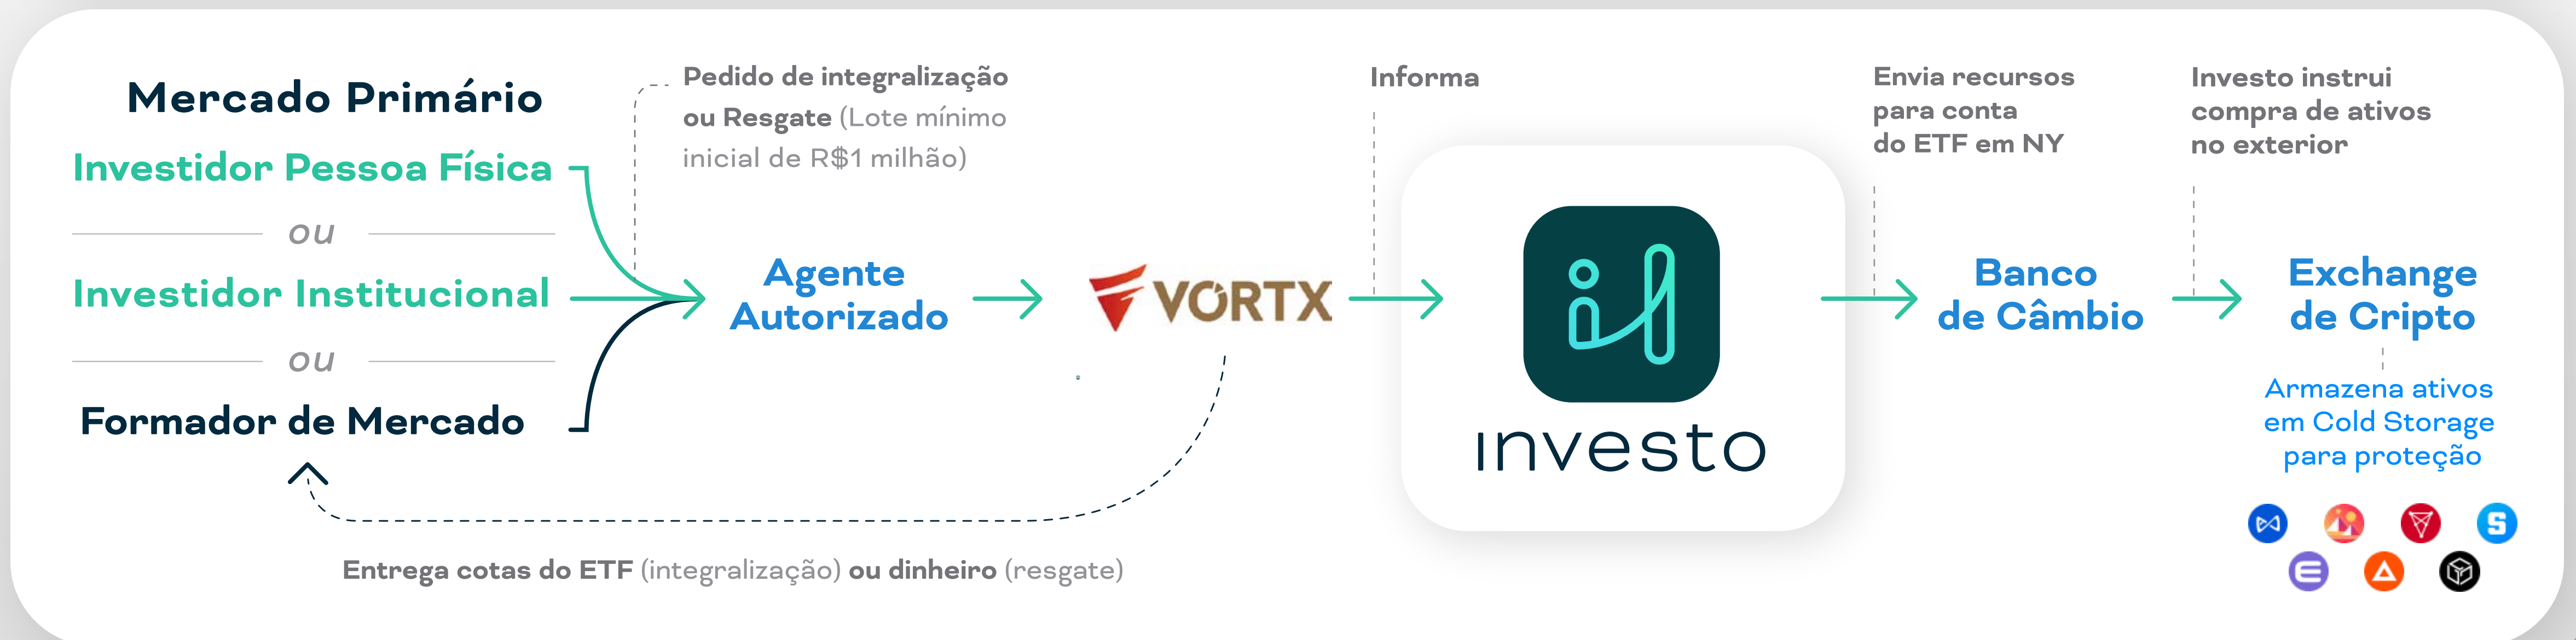 Mercado Primário
Investidor Pessoa Física
ou
Investidor Institucional
ou
Formador de Mercado
Pedido de integralização
ou Resgate (Lote mínimo
inicial de R$1 milhão)
Agente
Autorizado
VÓRTX
Entrega cotas do ETF (integralização) ou dinheiro (resgate)
Informa
investo
Envia recursos
para conta
do ETF em NY
Banco
de Câmbio
Investo instrui
compra de ativos
no exterior
Exchange
de Cripto
Armazena ativos
em Cold Storage
para proteção